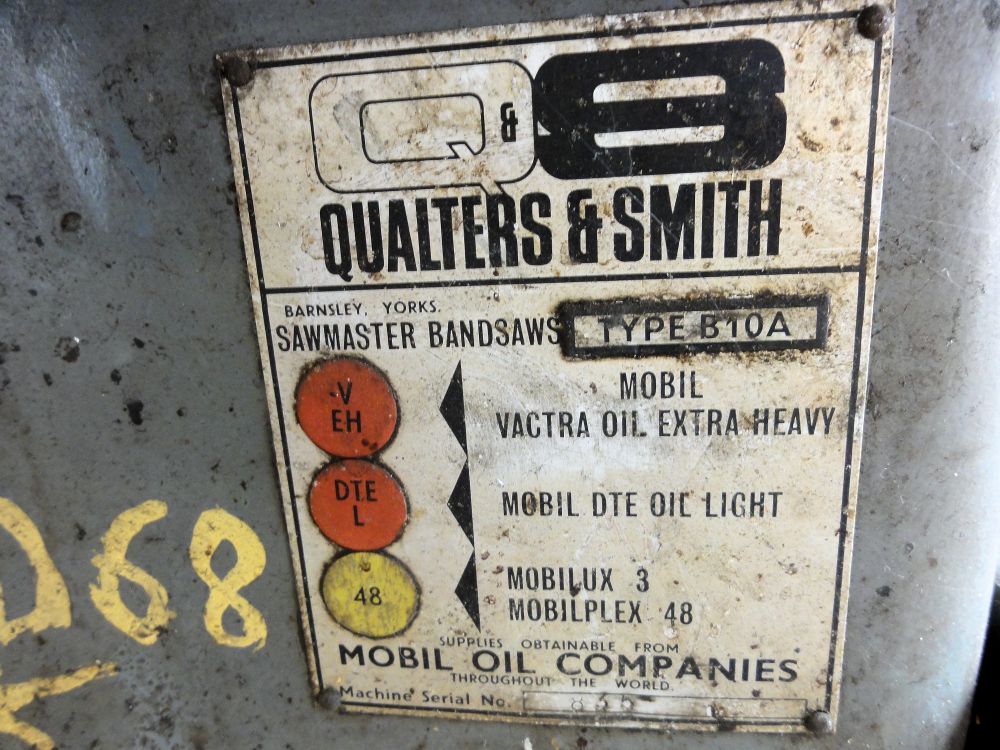 Q&S
QUALTERS & SMITH
BARNSLEY, YORKS.
SAWMASTER BANDSAWS TYPE B10A
V
EH
MOBIL
VACTRA OIL EXTRA HEAVY
DTE
L
MOBIL DTE OIL LIGHT
48
MOBILUX 3
MOBILPLEX 48
SUPPLIES OBTAINABLE FROM
MOBIL OIL COMPANIES
THROUGHOUT THE WORLD.
Machine Serial No. 855
68